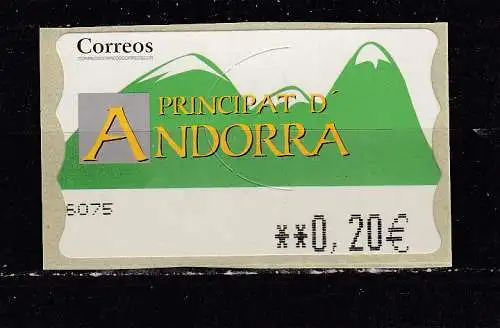 Correos
PRINCIPAT D'
ANDORRA
6075
**0,20€